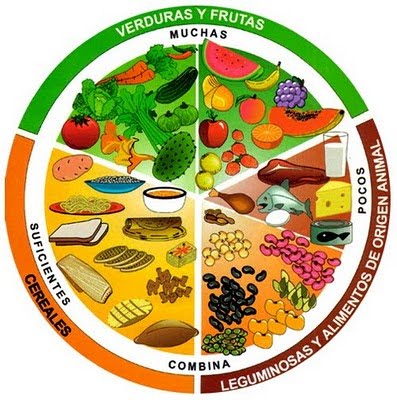 VERDURAS Y FRUTAS
MUCHAS
POCOS
LEGUMINOSAS Y ALIMENTOS DE ORIGEN ANIMAL
COMBINA
SUFICIENTES
CEREALES